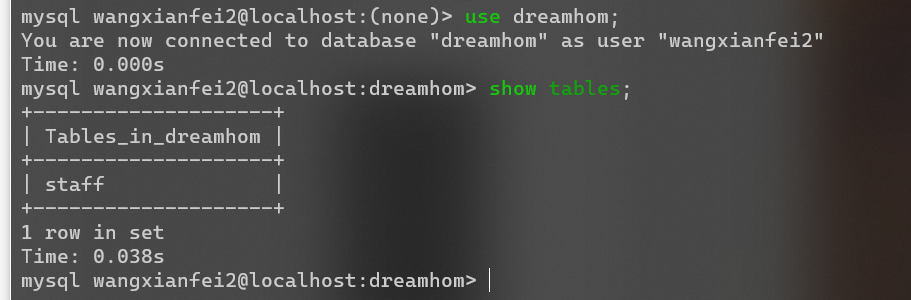 mysql wangxianfei2@localhost:(none)> use dreamhom;
You are now connected to database "dreamhom" as user "wangxianfei2"
Time: 0.000s
mysql wangxianfei2@localhost:dreamhom> show tables;
+--------------------+
| Tables_in_dreamhom |
+--------------------+
| staff              |
+--------------------+
1 row in set
Time: 0.038s
mysql wangxianfei2@localhost:dreamhom>